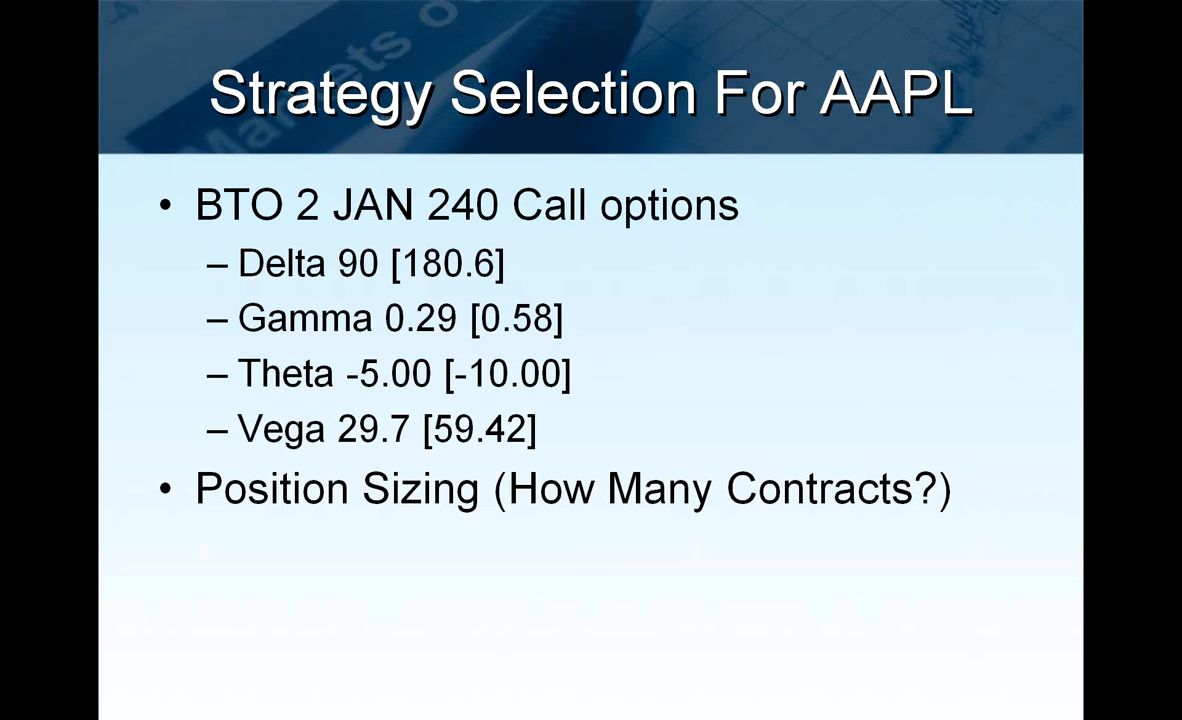 Markets o
Strategy Selection For AAPL
• BTO 2 JAN 240 Call options
– Delta 90 [180.6]
– Gamma 0.29 [0.58]
– Theta -5.00 [-10.00]
– Vega 29.7 [59.42]
• Position Sizing (How Many Contracts?)